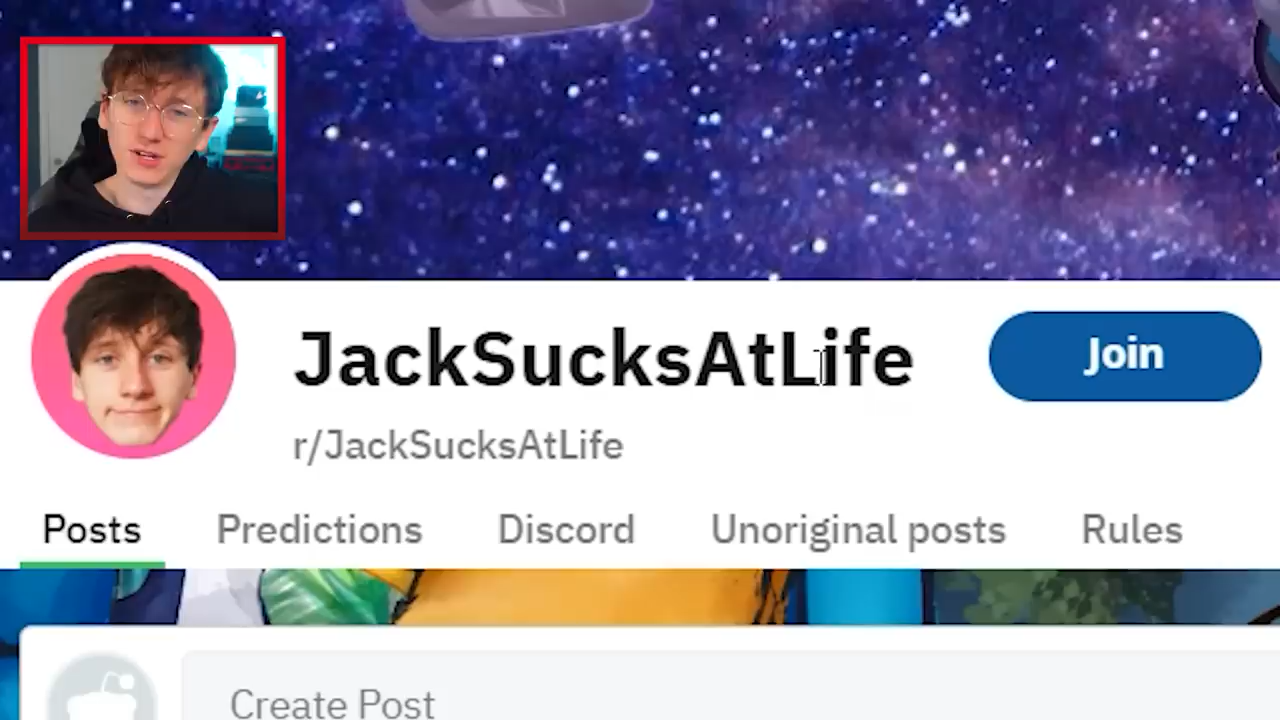 JackSucksAtLife
Join
r/JackSucksAtLife
Posts Predictions Discord Unoriginal posts Rules
Create Post